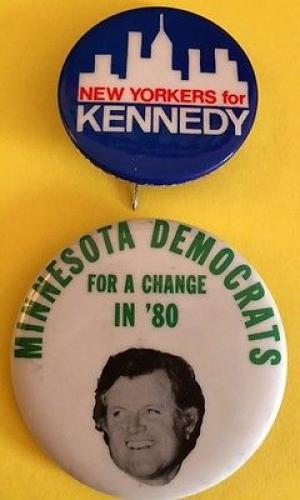 NEW YORKERS for
KENNEDY
MINNESOTA DEMOCRATS
FOR A CHANGE
IN '80